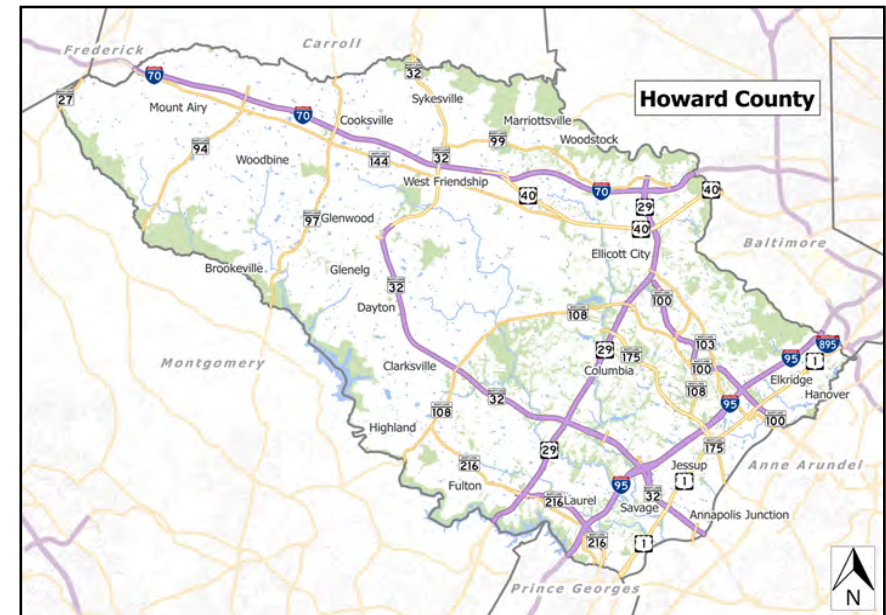 Frederick
Carroll
70
32
27
Mount Airy
Sykesville
Howard County
70
Cooksville
Marriottsville
94
99
Woodstock
Woodbine
144
32
West Friendship
70
40
40
29
97
Glenwood
40
Baltimore
Ellicott City
Brookeville
Glenelg
32
100
Dayton
108
103
895
Montgomery
29
175
95
1
Clarksville
Columbia
100
Elkridge
32
108
Hanover
108
95
100
Highland
29
175
216
Jessup
Anne Arundel
Fulton
95
1
216
Laurel
32
Savage
Annapolis Junction
216
1
Prince Georges
N